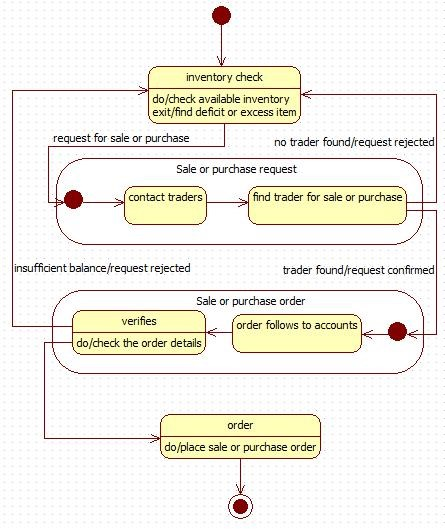 inventory check
do/check available inventory
exit/find deficit or excess item
request for sale or purchase
no trader found/request rejected
Sale or purchase request
contact traders
find trader for sale or purchase
insufficient balance/request rejected
trader found/request confirmed
Sale or purchase order
verifies
do/check the order details
order follows to accounts
order
do/place sale or purchase order